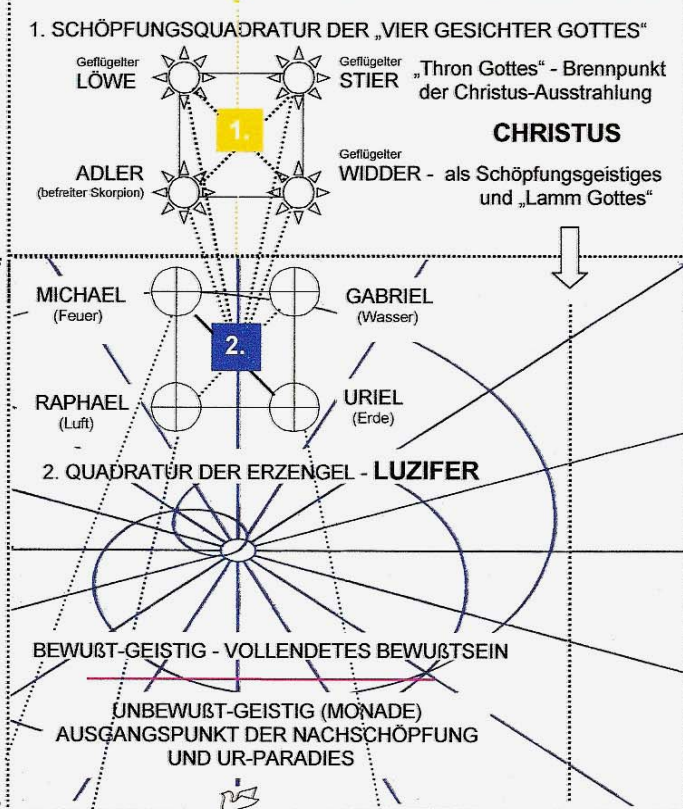 1. SCHÖPFUNGSQUADRATUR DER „VIER GESICHTER GOTTES“
Geflügelter
LÖWE
Geflügelter
STIER
„Thron Gottes“ - Brennpunkt
der Christus-Ausstrahlung
1.
CHRISTUS
ADLER
(befreiter Skorpion)
Geflügelter
WIDDER - als Schöpfungsgeistiges
und „Lamm Gottes“
MICHAEL
(Feuer)
GABRIEL
(Wasser)
2.
RAPHAEL
(Luft)
URIEL
(Erde)
2. QUADRATUR DER ERZENGEL - LUZIFER
BEWUßT-GEISTIG - VOLLENDETES BEWUßTSEIN
UNBEWUßT-GEISTIG (MONADE)
AUSGANGSPUNKT DER NACHSCHÖPFUNG
UND UR-PARADIES